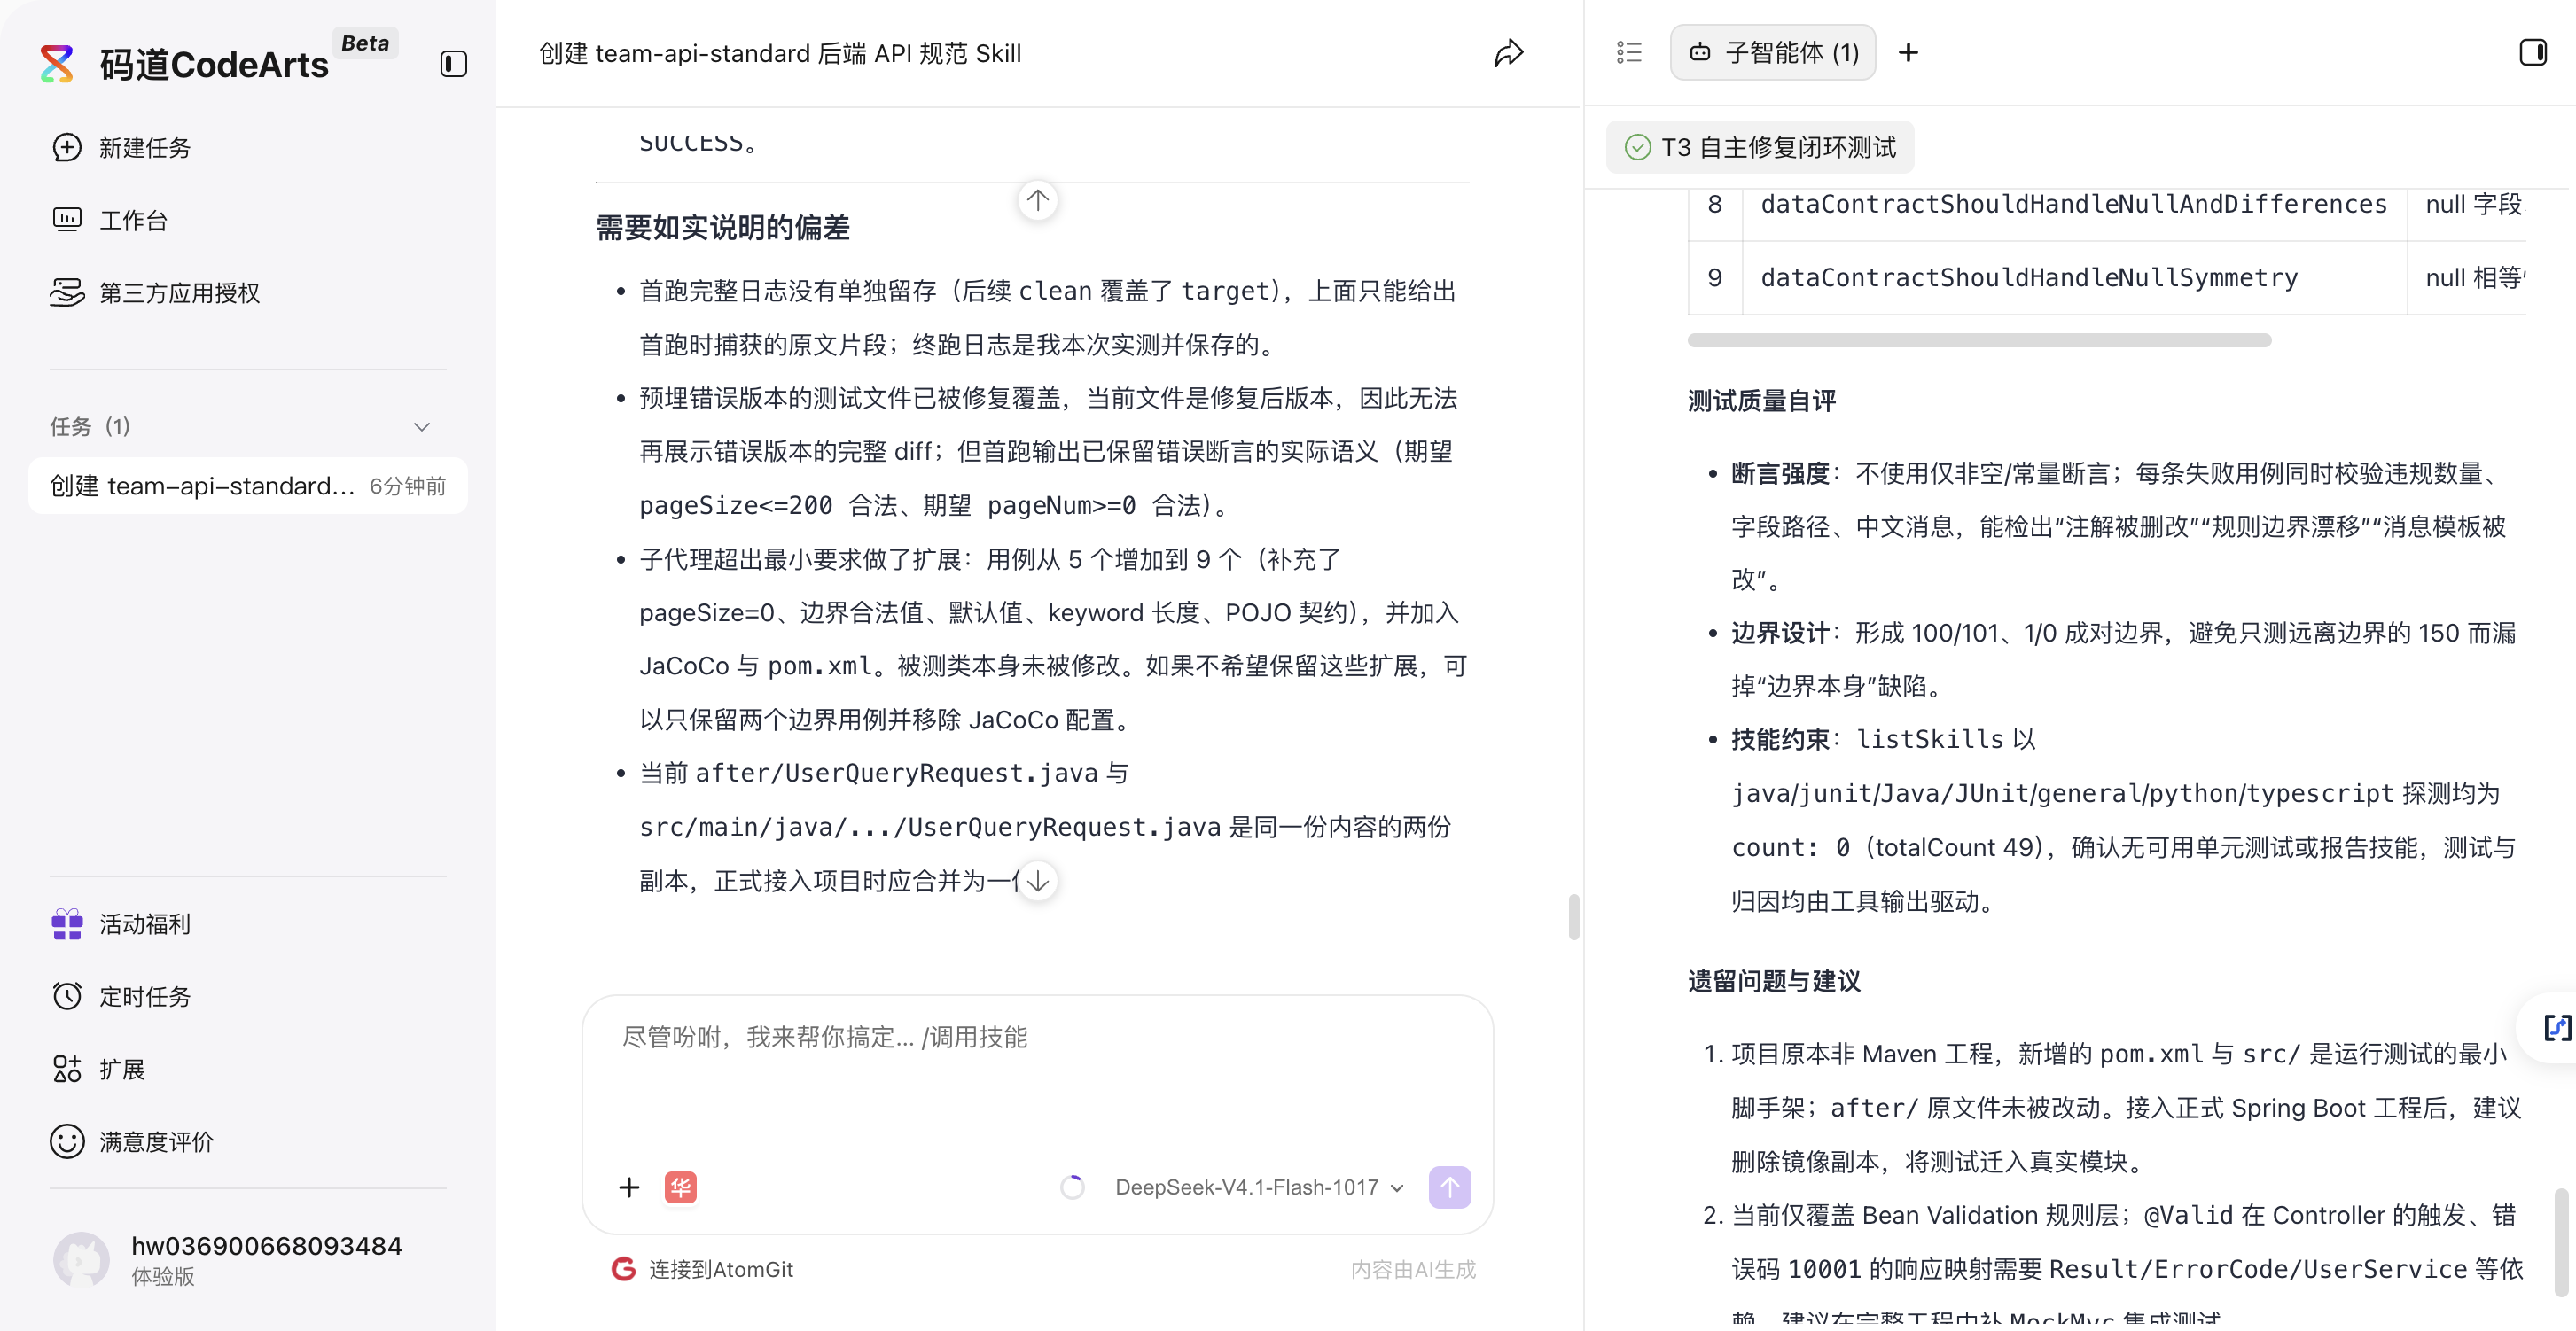 码道CodeArts
Beta
新建任务
工作台
第三方应用授权
任务 (1)
创建 team-api-standard... 6分钟前
活动福利
定时任务
扩展
满意度评价
hw036900668093484
体验版
创建 team-api-standard 后端 API 规范 Skill
SUCCESS。
需要如实说明的偏差
首跑完整日志没有单独留存（后续 clean 覆盖了 target），上面只能给出
首跑时捕获的原文片段；终跑日志是我本次实测并保存的。
预埋错误版本的测试文件已被修复覆盖，当前文件是修复后版本，因此无法
再展示错误版本的完整 diff；但首跑输出已保留错误断言的实际语义（期望
pageSize<=200 合法、期望 pageNum>=0 合法）。
子代理超出最小要求做了扩展：用例从 5 个增加到 9 个（补充了
pageSize=0、边界合法值、默认值、keyword 长度、POJO 契约），并加入
JaCoCo 与 pom.xml。被测类本身未被修改。如果不希望保留这些扩展，可
以只保留两个边界用例并移除 JaCoCo 配置。
当前 after/UserQueryRequest.java 与
src/main/java/.../UserQueryRequest.java 是同一份内容的两份
副本，正式接入项目时应合并为一
尽管吩咐，我来帮你搞定... /调用技能
华
DeepSeek-V4.1-Flash-1017
连接到AtomGit
内容由AI生成
子智能体 (1)
T3 自主修复闭环测试
8 dataContractShouldHandleNullAndDifferences null 字段
9 dataContractShouldHandleNullSymmetry null 相等
测试质量自评
断言强度：不使用仅非空/常量断言；每条失败用例同时校验违规数量、
字段路径、中文消息，能检出“注解被删改”“规则边界漂移”“消息模板被
改”。
边界设计：形成 100/101、1/0 成对边界，避免只测远离边界的 150 而漏
掉“边界本身”缺陷。
技能约束：listSkills 以
java/junit/Java/JUnit/general/python/typescript 探测均为
count: 0（totalCount 49），确认无可用单元测试或报告技能，测试与
归因均由工具输出驱动。
遗留问题与建议
1. 项目原本非 Maven 工程，新增的 pom.xml 与 src/ 是运行测试的最小
脚手架；after/ 原文件未被改动。接入正式 Spring Boot 工程后，建议
删除镜像副本，将测试迁入真实模块。
2. 当前仅覆盖 Bean Validation 规则层；@Valid 在 Controller 的触发、错
误码 10001 的响应映射需要 Result/ErrorCode/UserService 等依
赖，建议在完整工程中补 MockMvc 集成测试